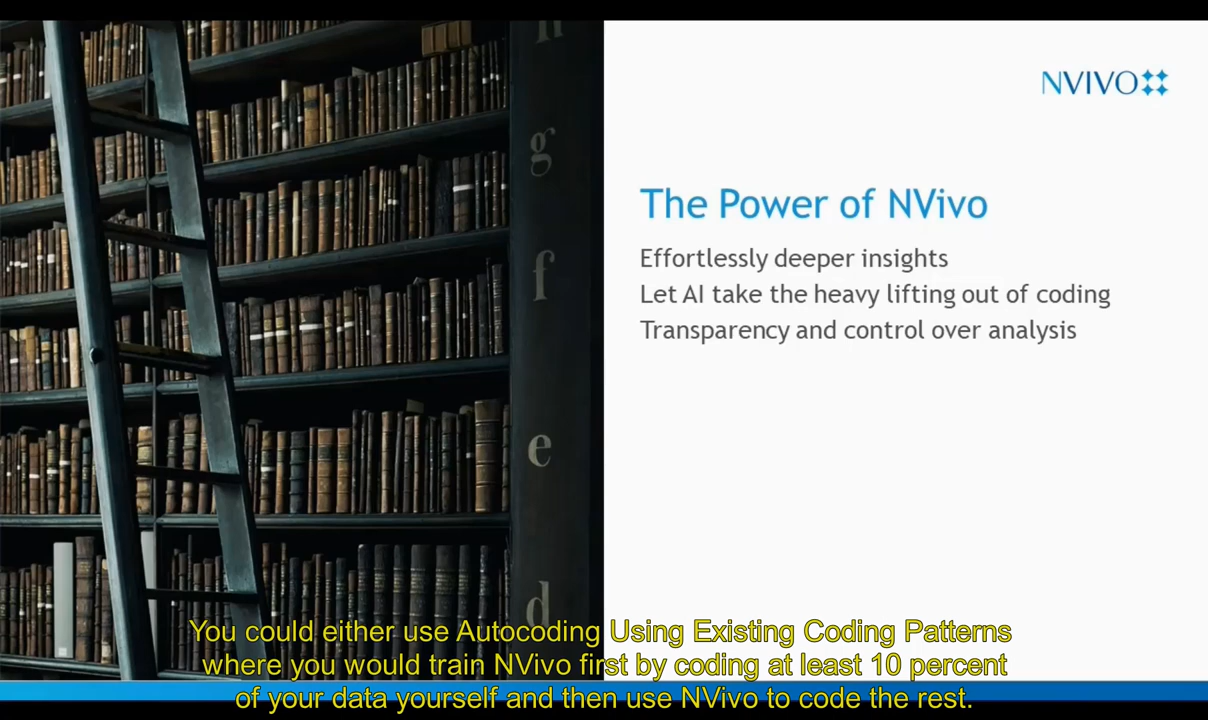 h
g
f
e
d
NVIVO
The Power of NVivo
Effortlessly deeper insights
Let AI take the heavy lifting out of coding
Transparency and control over analysis
You could either use Autocoding Using Existing Coding Patterns
where you would train NVivo first by coding at least 10 percent
of your data yourself and then use NVivo to code the rest.